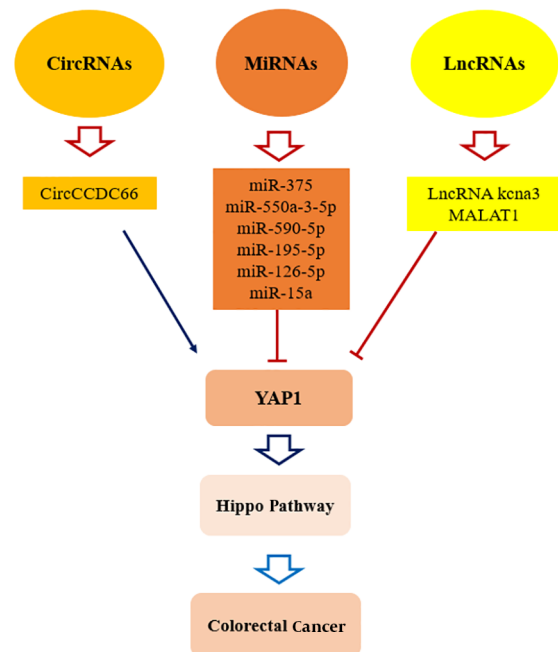 CircRNAs
MiRNAs
LncRNAs
CircCCDC66
miR-375
miR-550a-3-5p
miR-590-5p
miR-195-5p
miR-126-5p
miR-15a
LncRNA kcna3
MALAT1
YAP1
Hippo Pathway
Colorectal Cancer